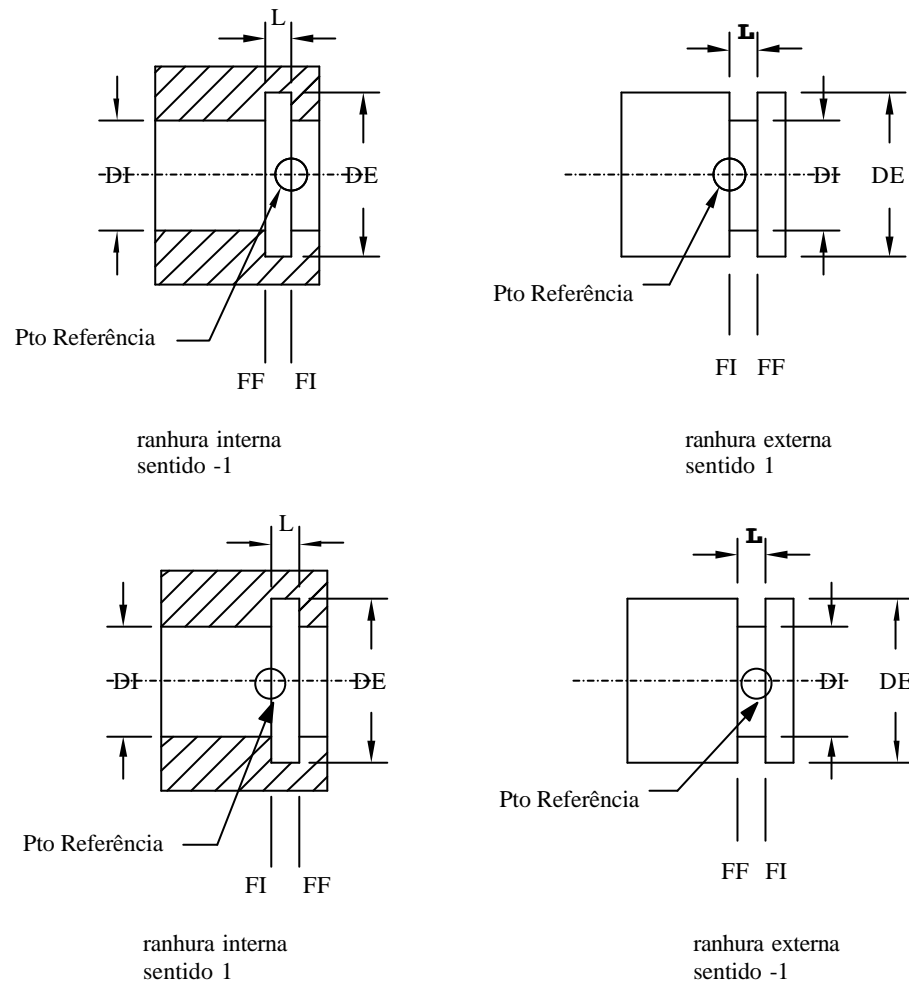 L
DI
DE
Pto Referência
FF FI
ranhura interna
sentido -1
L
DI
DE
Pto Referência
FI FF
ranhura externa
sentido 1
L
DI
DE
Pto Referência
FI FF
ranhura interna
sentido 1
L
DI
DE
Pto Referência
FF FI
ranhura externa
sentido -1